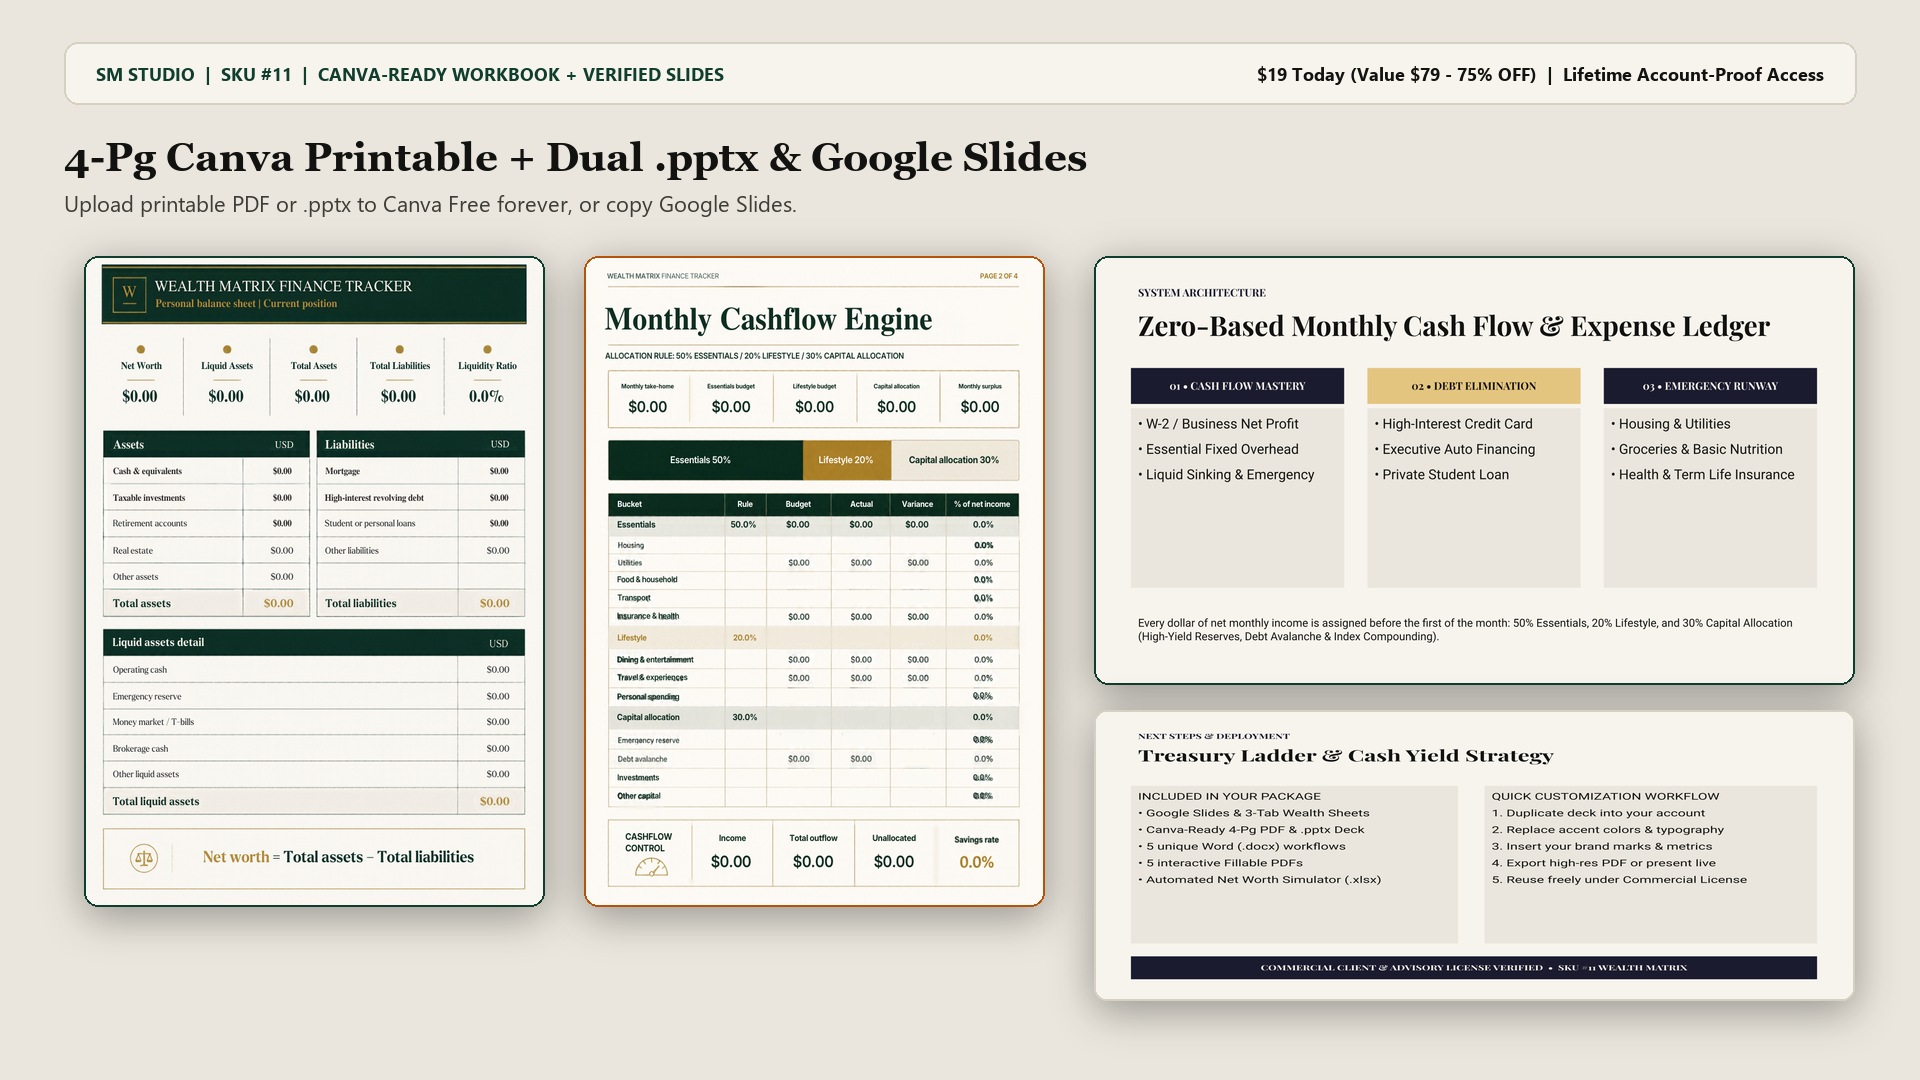 SM STUDIO | SKU #11 | CANVA-READY WORKBOOK + VERIFIED SLIDES
$19 Today (Value $79 - 75% OFF) | Lifetime Account-Proof Access
4-Pg Canva Printable + Dual .pptx & Google Slides
Upload printable PDF or .pptx to Canva Free forever, or copy Google Slides.
W
WEALTH MATRIX FINANCE TRACKER
Personal balance sheet | Current position
Net Worth Liquid Assets Total Assets Total Liabilities Liquidity Ratio
$0.00 $0.00 $0.00 $0.00 0.0%
Assets USD
Cash & equivalents $0.00
Taxable investments $0.00
Retirement accounts $0.00
Real estate $0.00
Other assets $0.00
Total assets $0.00
Liabilities USD
Mortgage $0.00
High-interest revolving debt $0.00
Student or personal loans $0.00
Other liabilities $0.00
Total liabilities $0.00
Liquid assets detail USD
Operating cash $0.00
Emergency reserve $0.00
Money market / T-bills $0.00
Brokerage cash $0.00
Other liquid assets $0.00
Total liquid assets $0.00
Net worth = Total assets – Total liabilities
WEALTH MATRIX FINANCE TRACKER PAGE 2 OF 4
Monthly Cashflow Engine
ALLOCATION RULE: 50% ESSENTIALS / 20% LIFESTYLE / 30% CAPITAL ALLOCATION
Monthly take-home Essentials budget Lifestyle budget Capital allocation Monthly surplus
$0.00 $0.00 $0.00 $0.00 $0.00
Essentials 50% Lifestyle 20% Capital allocation 30%
Bucket Rule Budget Actual Variance % of net income
Essentials 50.0% $0.00 $0.00 $0.00 0.0%
Housing 0.0%
Utilities $0.00 $0.00 $0.00 0.0%
Food & household 0.0%
Transport 0.0%
Insurance & health $0.00 $0.00 $0.00 0.0%
Lifestyle 20.0% 0.0%
Dining & entertainment $0.00 $0.00 $0.00 0.0%
Travel & experiences $0.00 $0.00 $0.00 0.0%
Personal spending 0.0%
Capital allocation 30.0% 0.0%
Emergency reserve 0.0%
Debt avalanche $0.00 $0.00 0.0%
Investments 0.0%
Other capital 0.0%
CASHFLOW
CONTROL
Income Total outflow Unallocated Savings rate
$0.00 $0.00 $0.00 0.0%
SYSTEM ARCHITECTURE
Zero-Based Monthly Cash Flow & Expense Ledger
01 • CASH FLOW MASTERY
• W-2 / Business Net Profit
• Essential Fixed Overhead
• Liquid Sinking & Emergency
02 • DEBT ELIMINATION
• High-Interest Credit Card
• Executive Auto Financing
• Private Student Loan
03 • EMERGENCY RUNWAY
• Housing & Utilities
• Groceries & Basic Nutrition
• Health & Term Life Insurance
Every dollar of net monthly income is assigned before the first of the month: 50% Essentials, 20% Lifestyle, and 30% Capital Allocation
(High-Yield Reserves, Debt Avalanche & Index Compounding).
NEXT STEPS & DEPLOYMENT
Treasury Ladder & Cash Yield Strategy
INCLUDED IN YOUR PACKAGE
• Google Slides & 3-Tab Wealth Sheets
• Canva-Ready 4-Pg PDF & .pptx Deck
• 5 unique Word (.docx) workflows
• 5 interactive Fillable PDFs
• Automated Net Worth Simulator (.xlsx)
QUICK CUSTOMIZATION WORKFLOW
1. Duplicate deck into your account
2. Replace accent colors & typography
3. Insert your brand marks & metrics
4. Export high-res PDF or present live
5. Reuse freely under Commercial License
COMMERCIAL CLIENT & ADVISORY LICENSE VERIFIED • SKU #11 WEALTH MATRIX